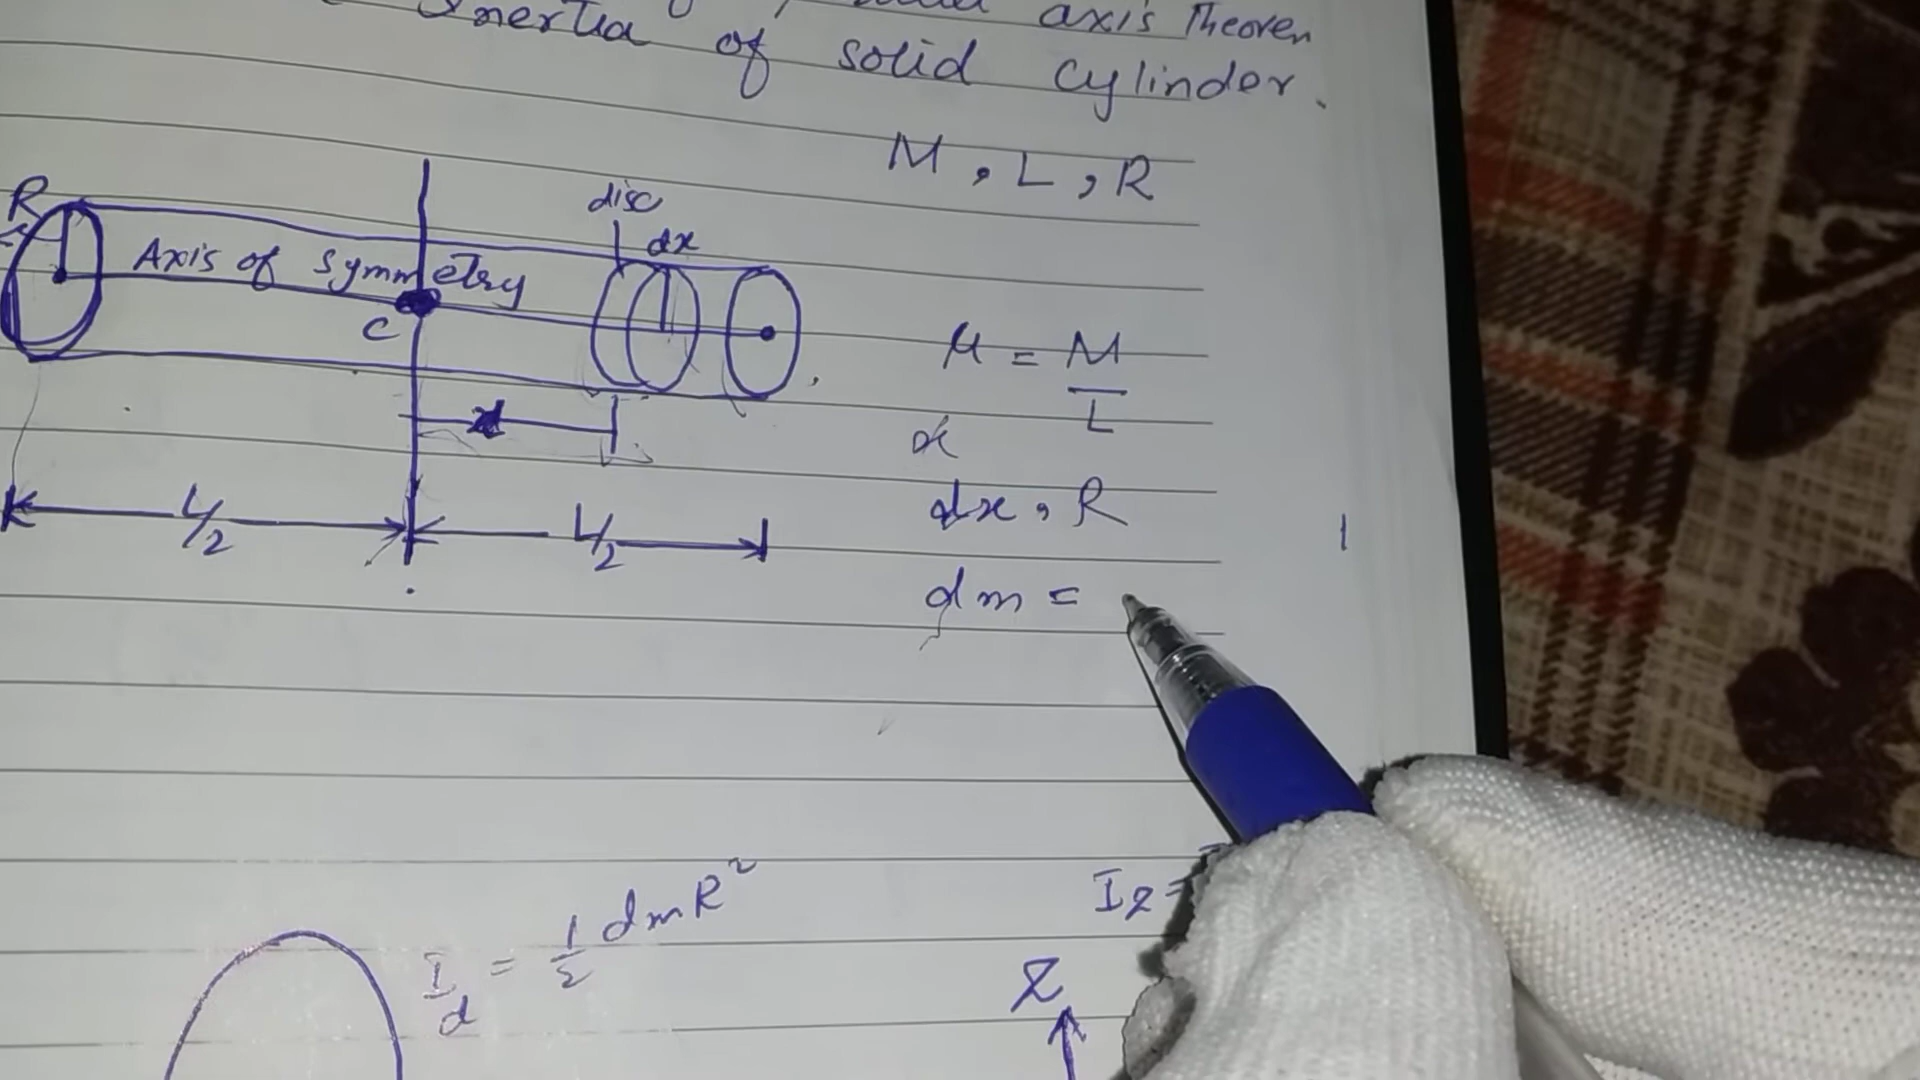 axis Theorem
Inertia of solid cylinder.
M, L, R
R
disc
dx
Axis of Symmetry
C
x
L/2
L/2
μ = M/L
x
dx, R
dm =
I_d = 1/2 dm R²
I_z =
Z